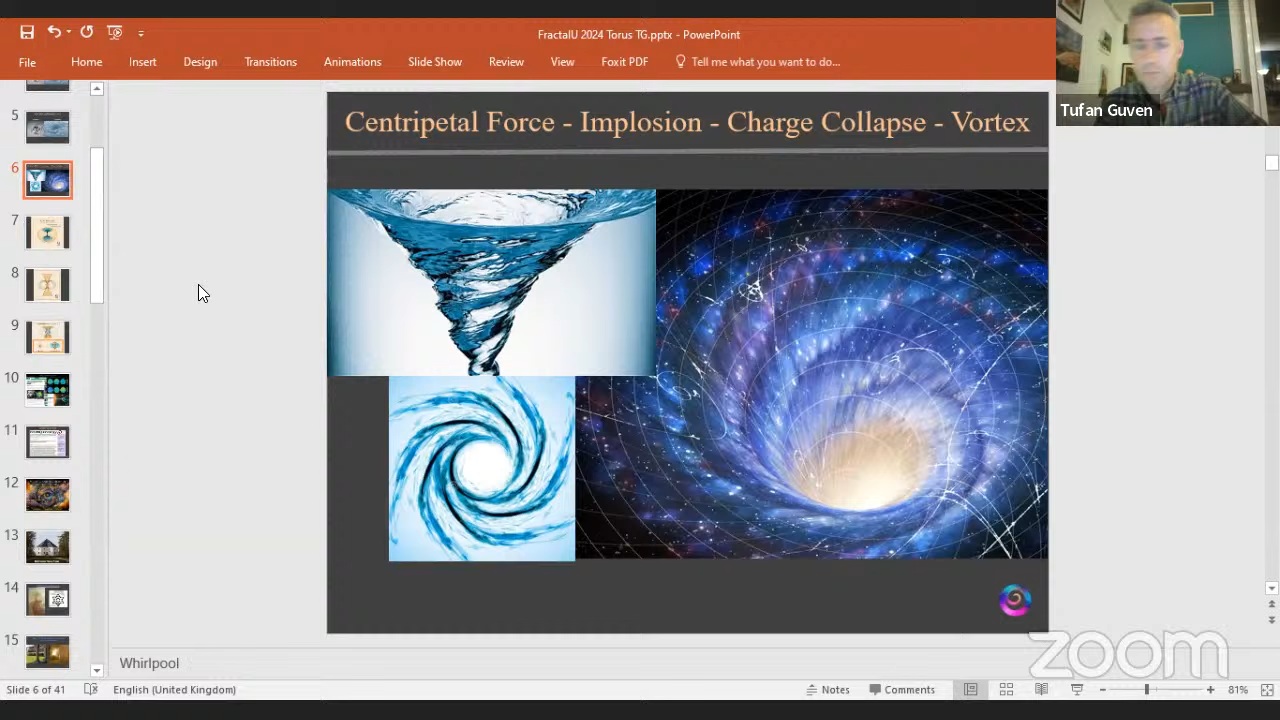 FractalU 2024 Torus TG.pptx - PowerPoint
File Home Insert Design Transitions Animations Slide Show Review View Foxit PDF Tell me what you want to do...
Tufan Guven
Centripetal Force - Implosion - Charge Collapse - Vortex
5
6
7
8
9
10
11
12
13
14
15
Whirlpool
zoom
Slide 6 of 41 English (United Kingdom) Notes Comments 81%